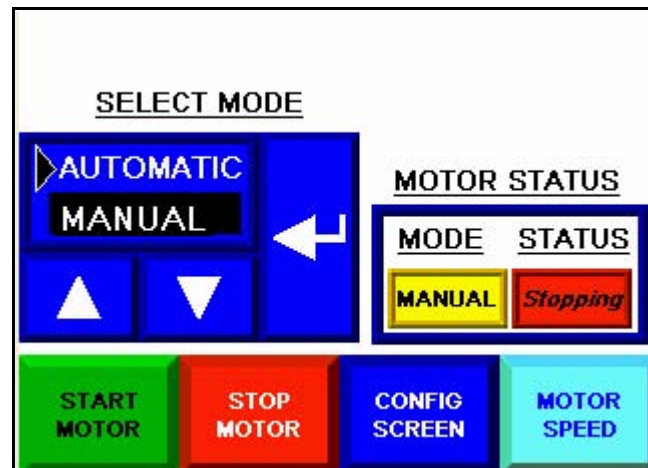 SELECT MODE
AUTOMATIC
MANUAL
MOTOR STATUS
MODE STATUS
MANUAL Stopping
START MOTOR
STOP MOTOR
CONFIG SCREEN
MOTOR SPEED